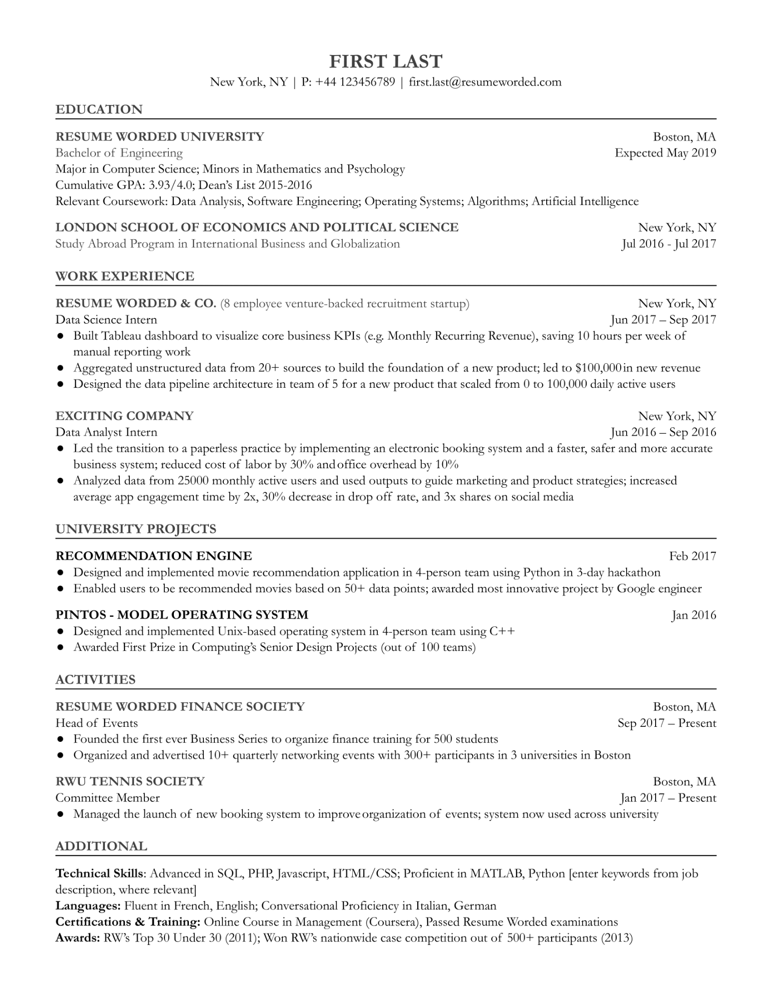 FIRST LAST
New York, NY | P: +44 123456789 | first.last@resumeworded.com
EDUCATION
RESUME WORDED UNIVERSITY Boston, MA
Bachelor of Engineering Expected May 2019
Major in Computer Science; Minors in Mathematics and Psychology
Cumulative GPA: 3.93/4.0; Dean’s List 2015-2016
Relevant Coursework: Data Analysis, Software Engineering; Operating Systems; Algorithms; Artificial Intelligence
LONDON SCHOOL OF ECONOMICS AND POLITICAL SCIENCE New York, NY
Study Abroad Program in International Business and Globalization Jul 2016 - Jul 2017
WORK EXPERIENCE
RESUME WORDED & CO. (8 employee venture-backed recruitment startup) New York, NY
Data Science Intern Jun 2017 – Sep 2017
● Built Tableau dashboard to visualize core business KPIs (e.g. Monthly Recurring Revenue), saving 10 hours per week of
manual reporting work
● Aggregated unstructured data from 20+ sources to build the foundation of a new product; led to $100,000 in new revenue
● Designed the data pipeline architecture in team of 5 for a new product that scaled from 0 to 100,000 daily active users
EXCITING COMPANY New York, NY
Data Analyst Intern Jun 2016 – Sep 2016
● Led the transition to a paperless practice by implementing an electronic booking system and a faster, safer and more accurate
business system; reduced cost of labor by 30% and office overhead by 10%
● Analyzed data from 25000 monthly active users and used outputs to guide marketing and product strategies; increased
average app engagement time by 2x, 30% decrease in drop off rate, and 3x shares on social media
UNIVERSITY PROJECTS
RECOMMENDATION ENGINE Feb 2017
● Designed and implemented movie recommendation application in 4-person team using Python in 3-day hackathon
● Enabled users to be recommended movies based on 50+ data points; awarded most innovative project by Google engineer
PINTOS - MODEL OPERATING SYSTEM Jan 2016
● Designed and implemented Unix-based operating system in 4-person team using C++
● Awarded First Prize in Computing’s Senior Design Projects (out of 100 teams)
ACTIVITIES
RESUME WORDED FINANCE SOCIETY Boston, MA
Head of Events Sep 2017 – Present
● Founded the first ever Business Series to organize finance training for 500 students
● Organized and advertised 10+ quarterly networking events with 300+ participants in 3 universities in Boston
RWU TENNIS SOCIETY Boston, MA
Committee Member Jan 2017 – Present
● Managed the launch of new booking system to improve organization of events; system now used across university
ADDITIONAL
Technical Skills: Advanced in SQL, PHP, Javascript, HTML/CSS; Proficient in MATLAB, Python [enter keywords from job
description, where relevant]
Languages: Fluent in French, English; Conversational Proficiency in Italian, German
Certifications & Training: Online Course in Management (Coursera), Passed Resume Worded examinations
Awards: RW’s Top 30 Under 30 (2011); Won RW’s nationwide case competition out of 500+ participants (2013)